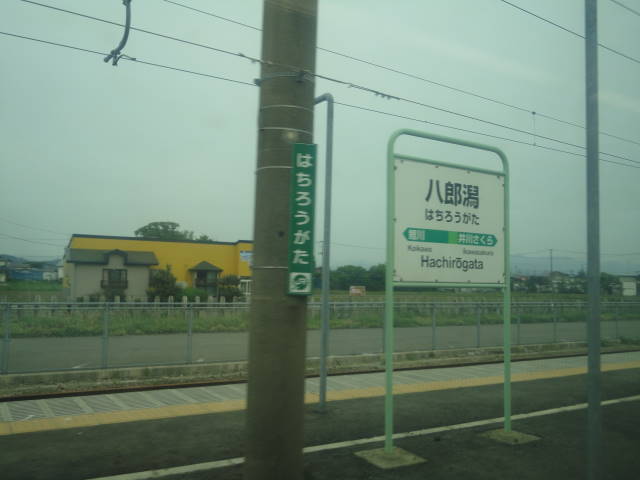 はちろうがた
八郎潟
はちろうがた
鯉川
井川さくら
Koikawa
Ikawasakura
Hachirōgata